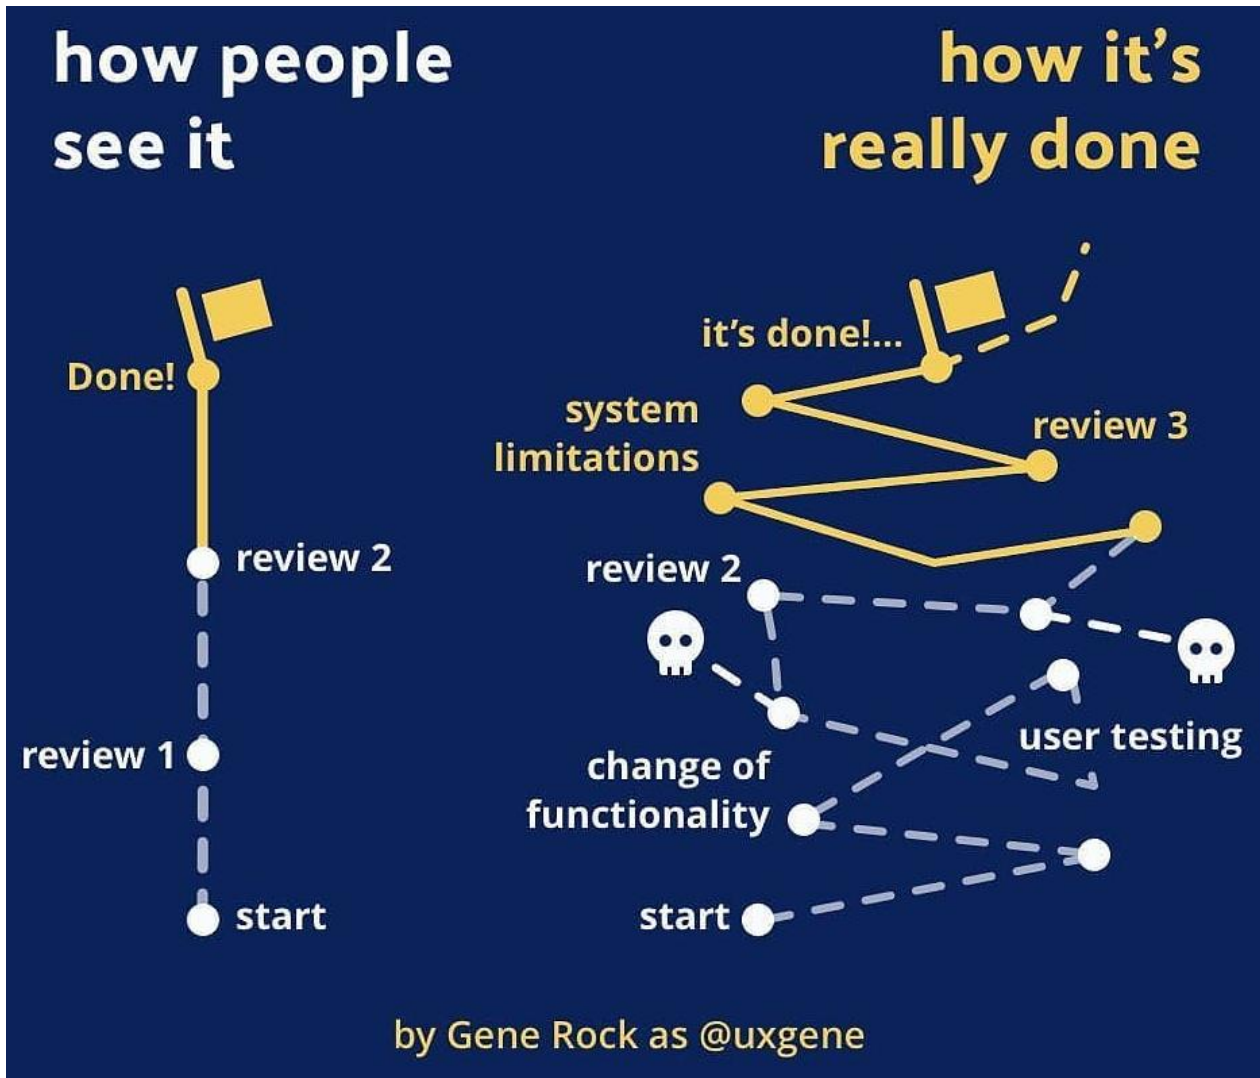 how people
see it
Done!
review 2
review 1
start
how it's
really done
it's done!...
system
limitations
review 3
review 2
user testing
change of
functionality
start
by Gene Rock as @uxgene